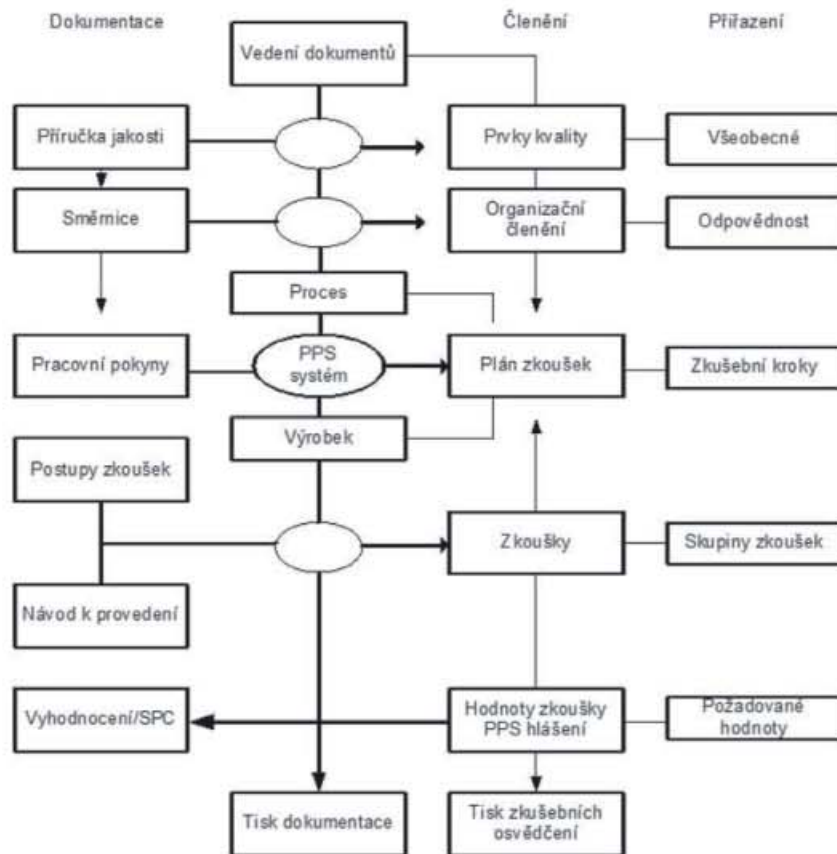 Dokumentace
Členění
Přiřazení
Vedení dokumentů
Příručka jakosti
Prvky kvality
Všeobecné
Směrnice
Organizační
členění
Odpovědnost
Proces
Pracovní pokyny
PPS
systém
Plán zkoušek
Zkušební kroky
Výrobek
Postupy zkoušek
Zkoušky
Skupiny zkoušek
Návod k provedení
Vyhodnocení/SPC
Hodnoty zkoušky
PPS hlášení
Požadované
hodnoty
Tisk dokumentace
Tisk zkušebních
osvědčení